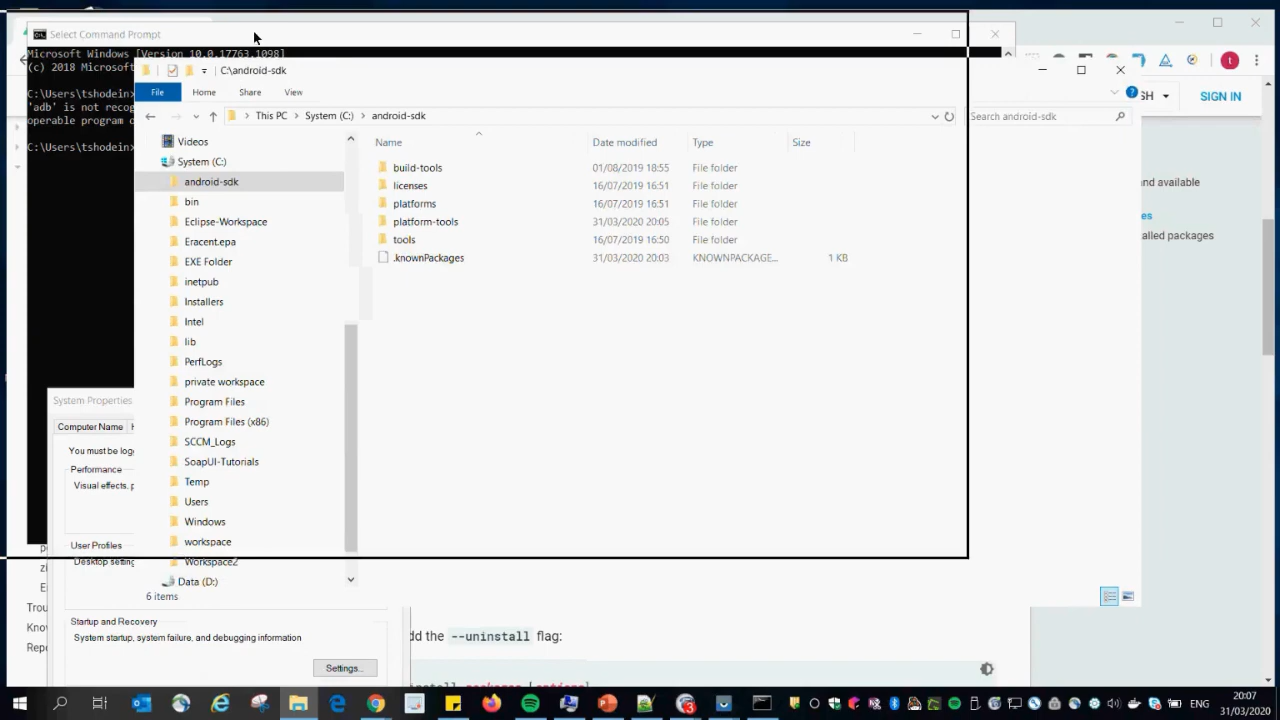 Select Command Prompt
Microsoft Windows [Version 10.0.17763.1098]
(c) 2018 Microsoft
C:\Users\tshodein>
'adb' is not reco
operable program o
C:\Users\tshodein>
C:\android-sdk
File
Home
Share
View
This PC
System (C:)
android-sdk
Search android-sdk
SIGN IN
Videos
System (C:)
android-sdk
bin
Eclipse-Workspace
Eracent.epa
EXE Folder
inetpub
Installers
Intel
lib
PerfLogs
private workspace
Program Files
Program Files (x86)
SCCM_Logs
SoapUI-Tutorials
Temp
Users
Windows
workspace
Workspace2
Data (D:)
6 items
Name Date modified Type Size
build-tools 01/08/2019 18:55 File folder
licenses 16/07/2019 16:51 File folder
platforms 16/07/2019 16:51 File folder
platform-tools 31/03/2020 20:05 File folder
tools 16/07/2019 16:50 File folder
.knownPackages 31/03/2020 20:03 KNOWNPACKAGE... 1 KB
and available
es
alled packages
System Properties
Computer Name
You must be log
Performance
Visual effects, p
User Profiles
Desktop setting
Startup and Recovery
System startup, system failure, and debugging information
Settings...
Trou
Know
Repo
dd the --uninstall flag:
t
ENG
20:07
31/03/2020